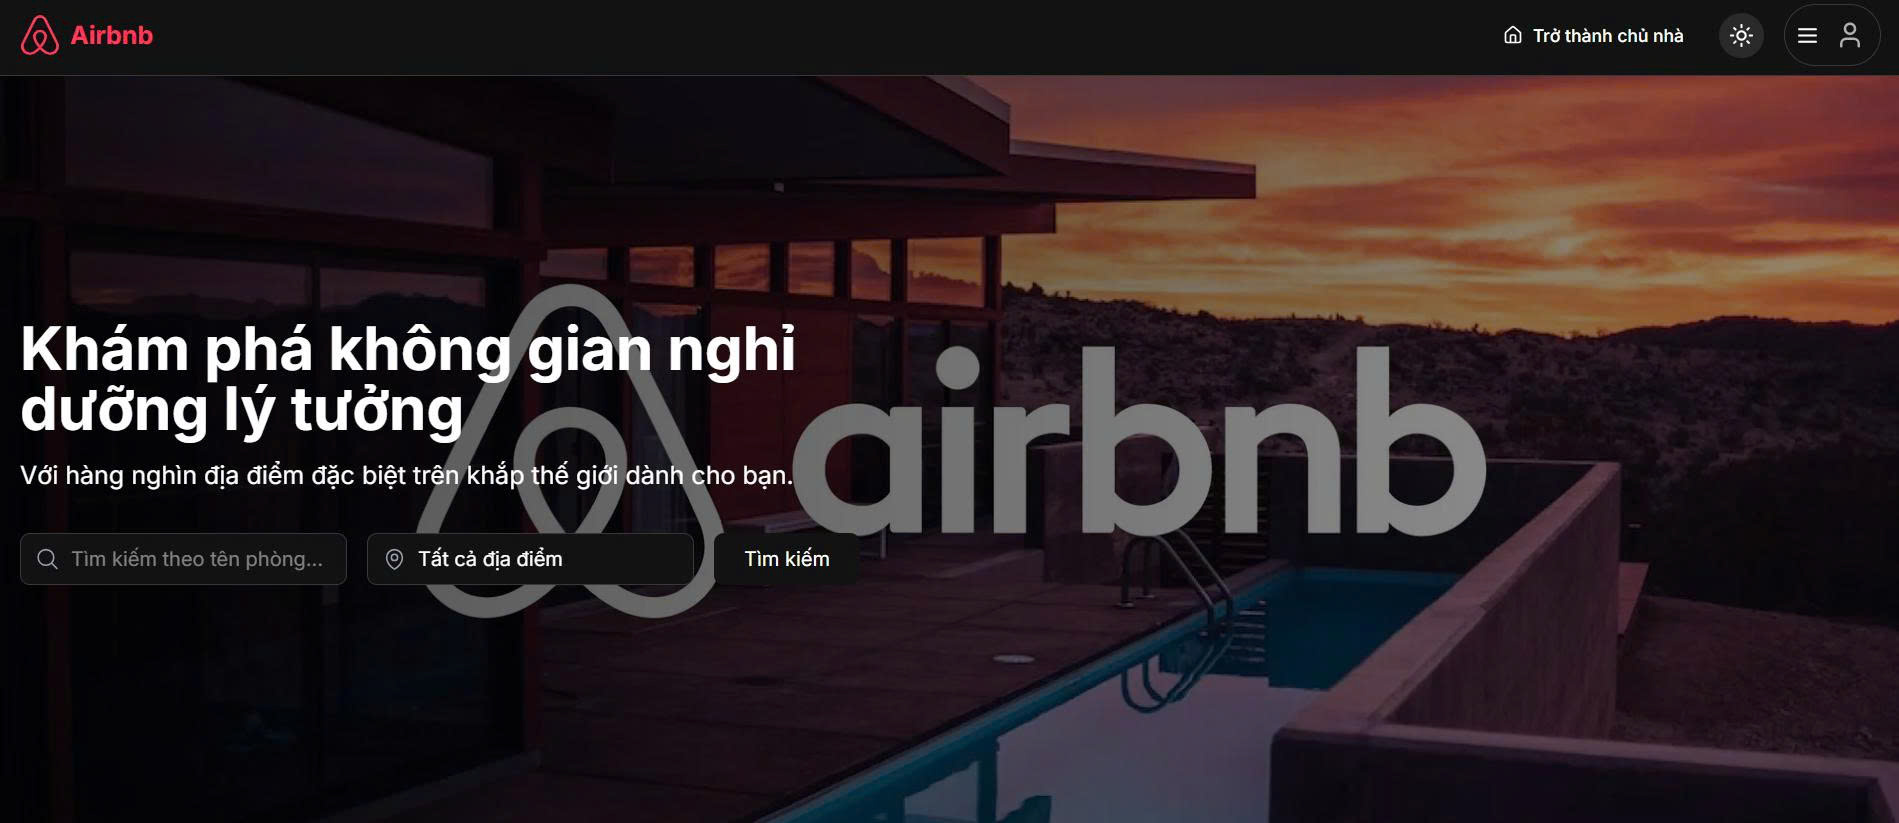 Airbnb
Trở thành chủ nhà
airbnb
Khám phá không gian nghỉ
dưỡng lý tưởng
Với hàng nghìn địa điểm đặc biệt trên khắp thế giới dành cho bạn.
Tìm kiếm theo tên phòng...
Tất cả địa điểm
Tìm kiếm